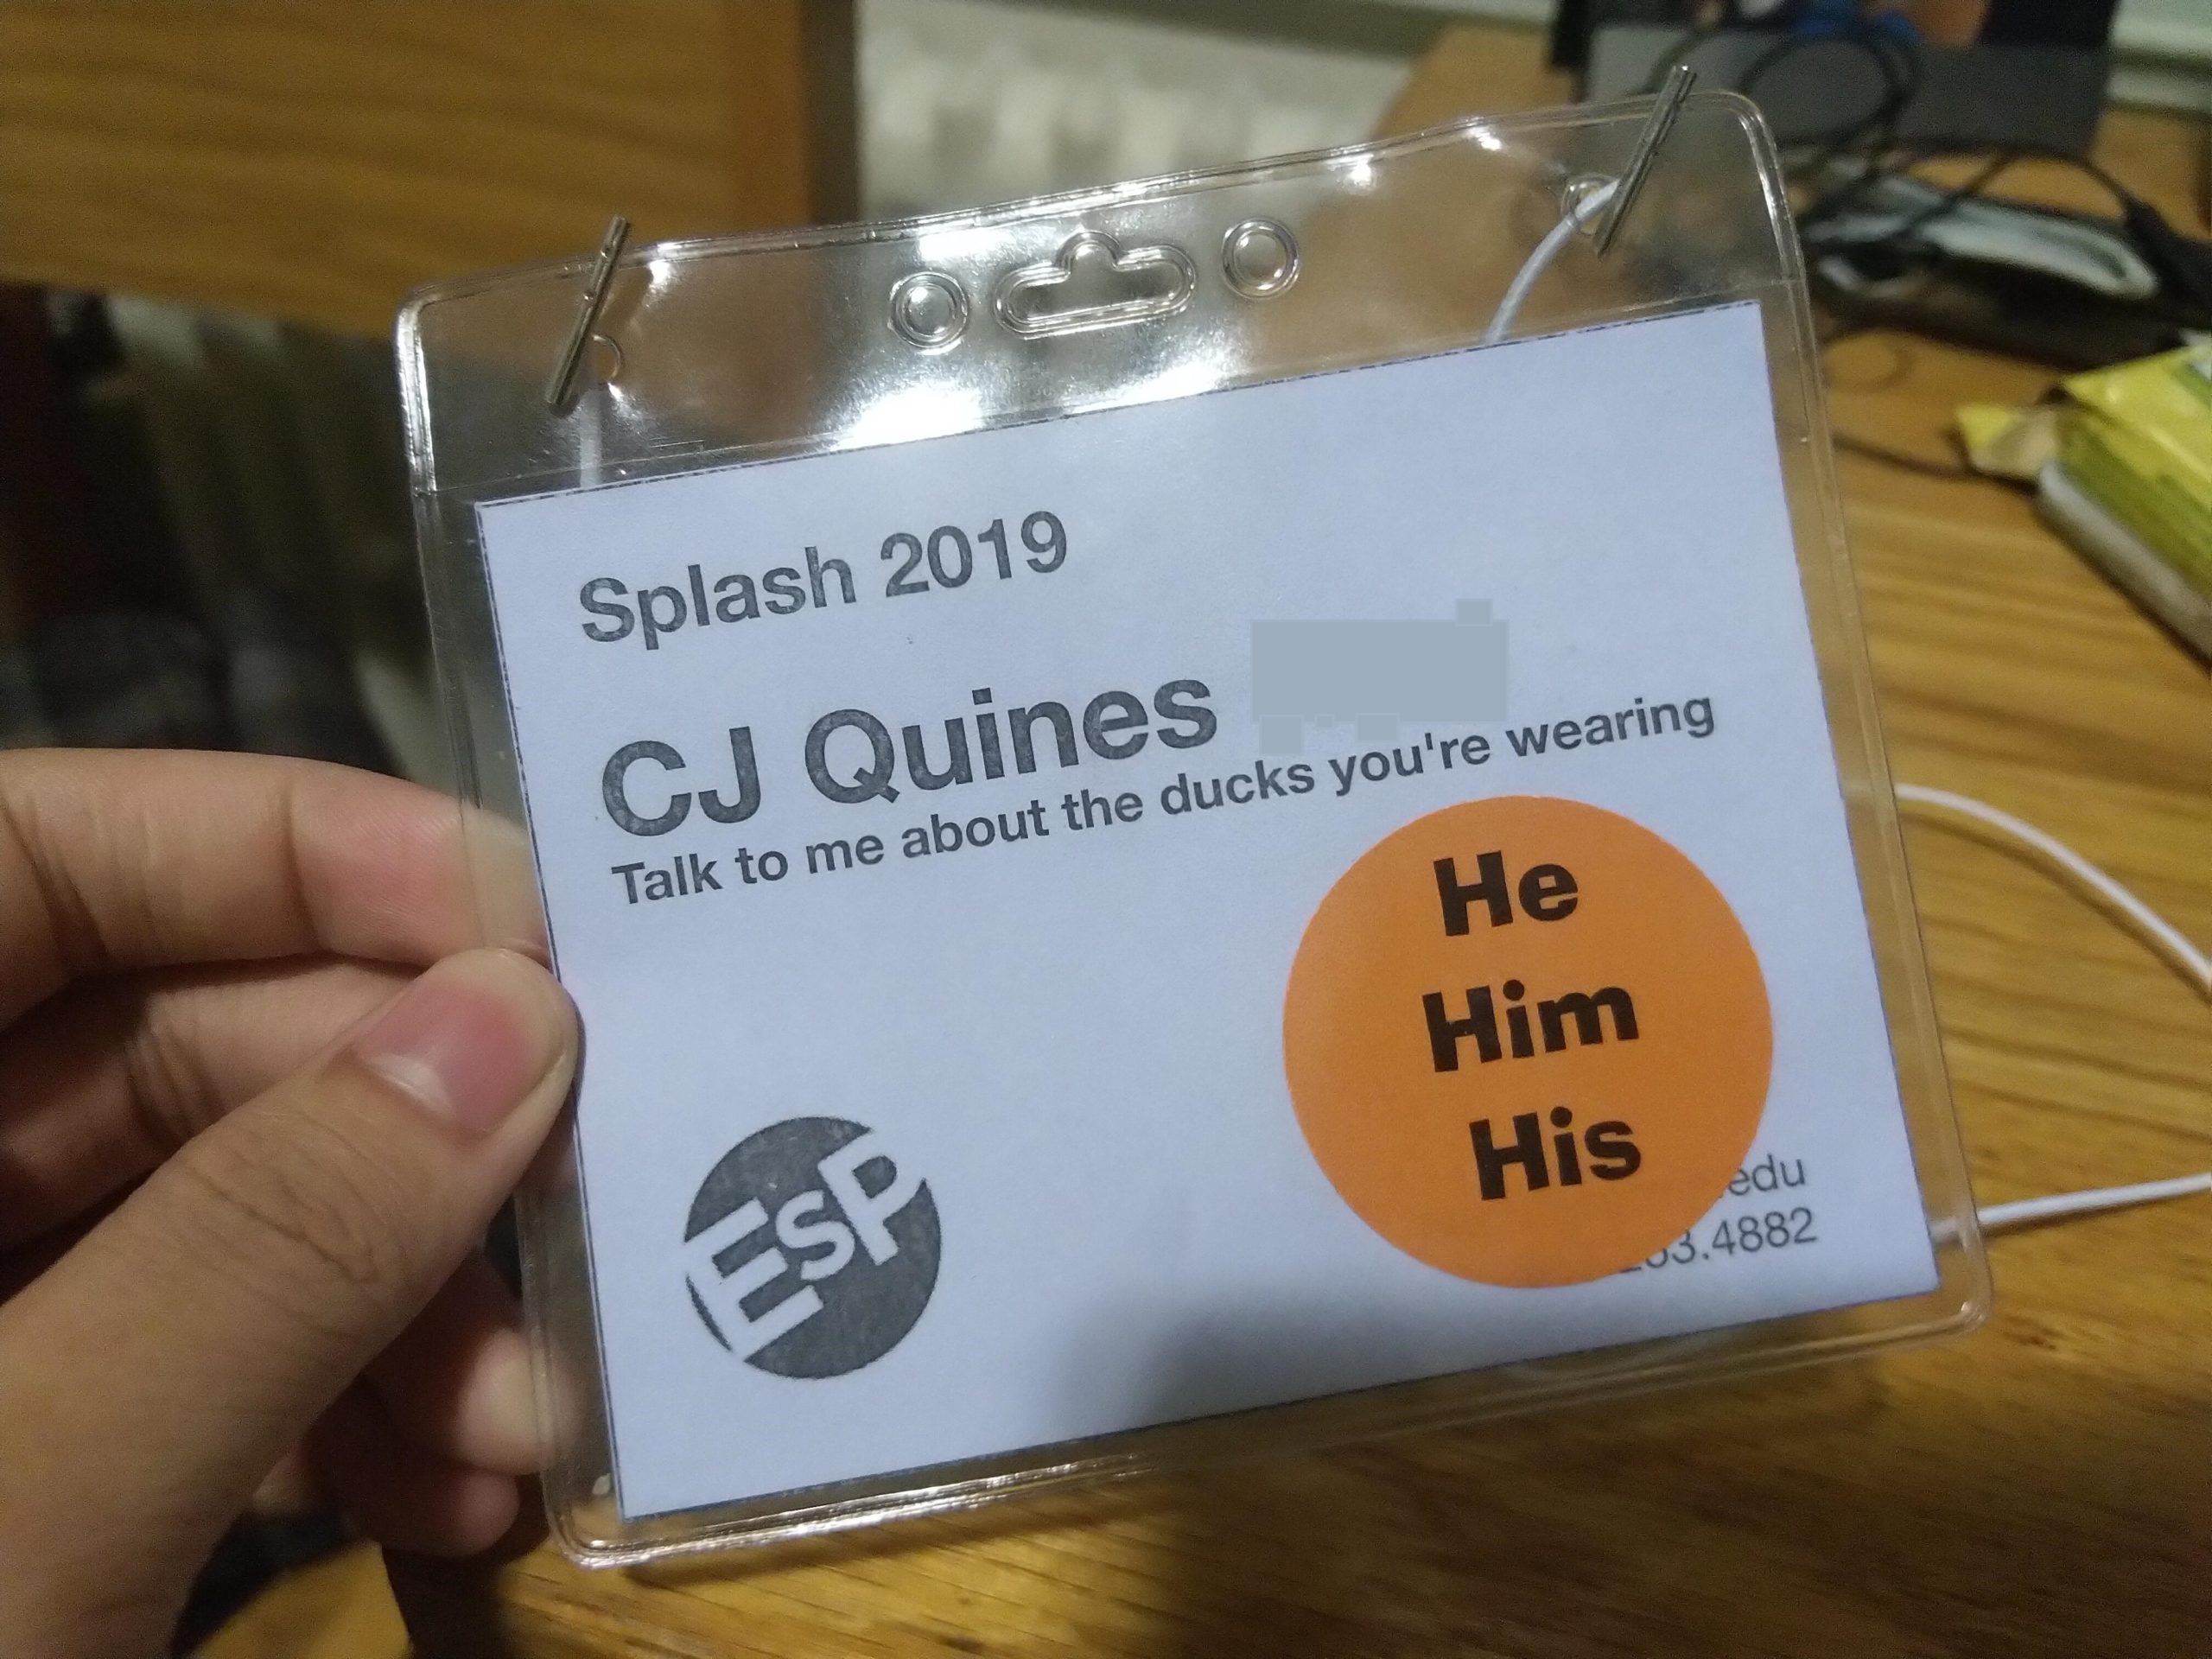 Splash 2019
CJ Quines
Talk to me about the ducks you're wearing
He
Him
His
.edu
3.4882
ESP